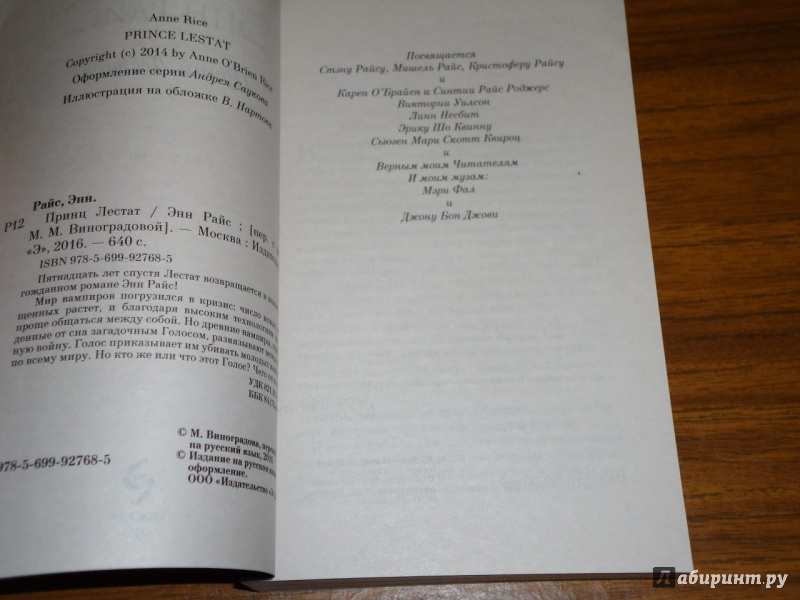 Anne Rice
PRINCE LESTAT
Copyright (c) 2014 by Anne O'Brien Rice
Оформление серии Андрея Саукова
Иллюстрация на обложке В. Нартова
Райс, Энн.
Р12 Принц Лестат / Энн Райс ; [пер. с
М. М. Виноградовой]. — Москва :
«Э», 2016. — 640 с.
ISBN 978-5-699-92768-5
Пятнадцать лет спустя Лестат возвращается в
гожданном романе Энн Райс!
Мир вампиров погрузился в кризис: число
щенных растет, и благодаря высоким технологиям
проще общаться между собой. Но древние вампиры,
денные от сна загадочным Голосом, развязывают
ную войну. Голос приказывает им убивать молодых
по всему миру. Но кто же или что этот Голос? Чего
УДК
ББК
© М. Виноградова,
на русский язык,
© Издание на русском
оформление.
978-5-699-92768-5
ООО «Издательство
Посвящается
Стэну Райсу, Мишель Райс, Кристоферу Райсу
и
Карен О'Брайен и Синтии Райс Роджерс
Виктории Уилсон
Линн Несбит
Эрику Шо Квинну
Сьюзен Мари Скотт Квироц
и
Верным моим Читателям
И моим музам:
Мэри Фал
и
Джону Бон Джови
Лабиринт.ру